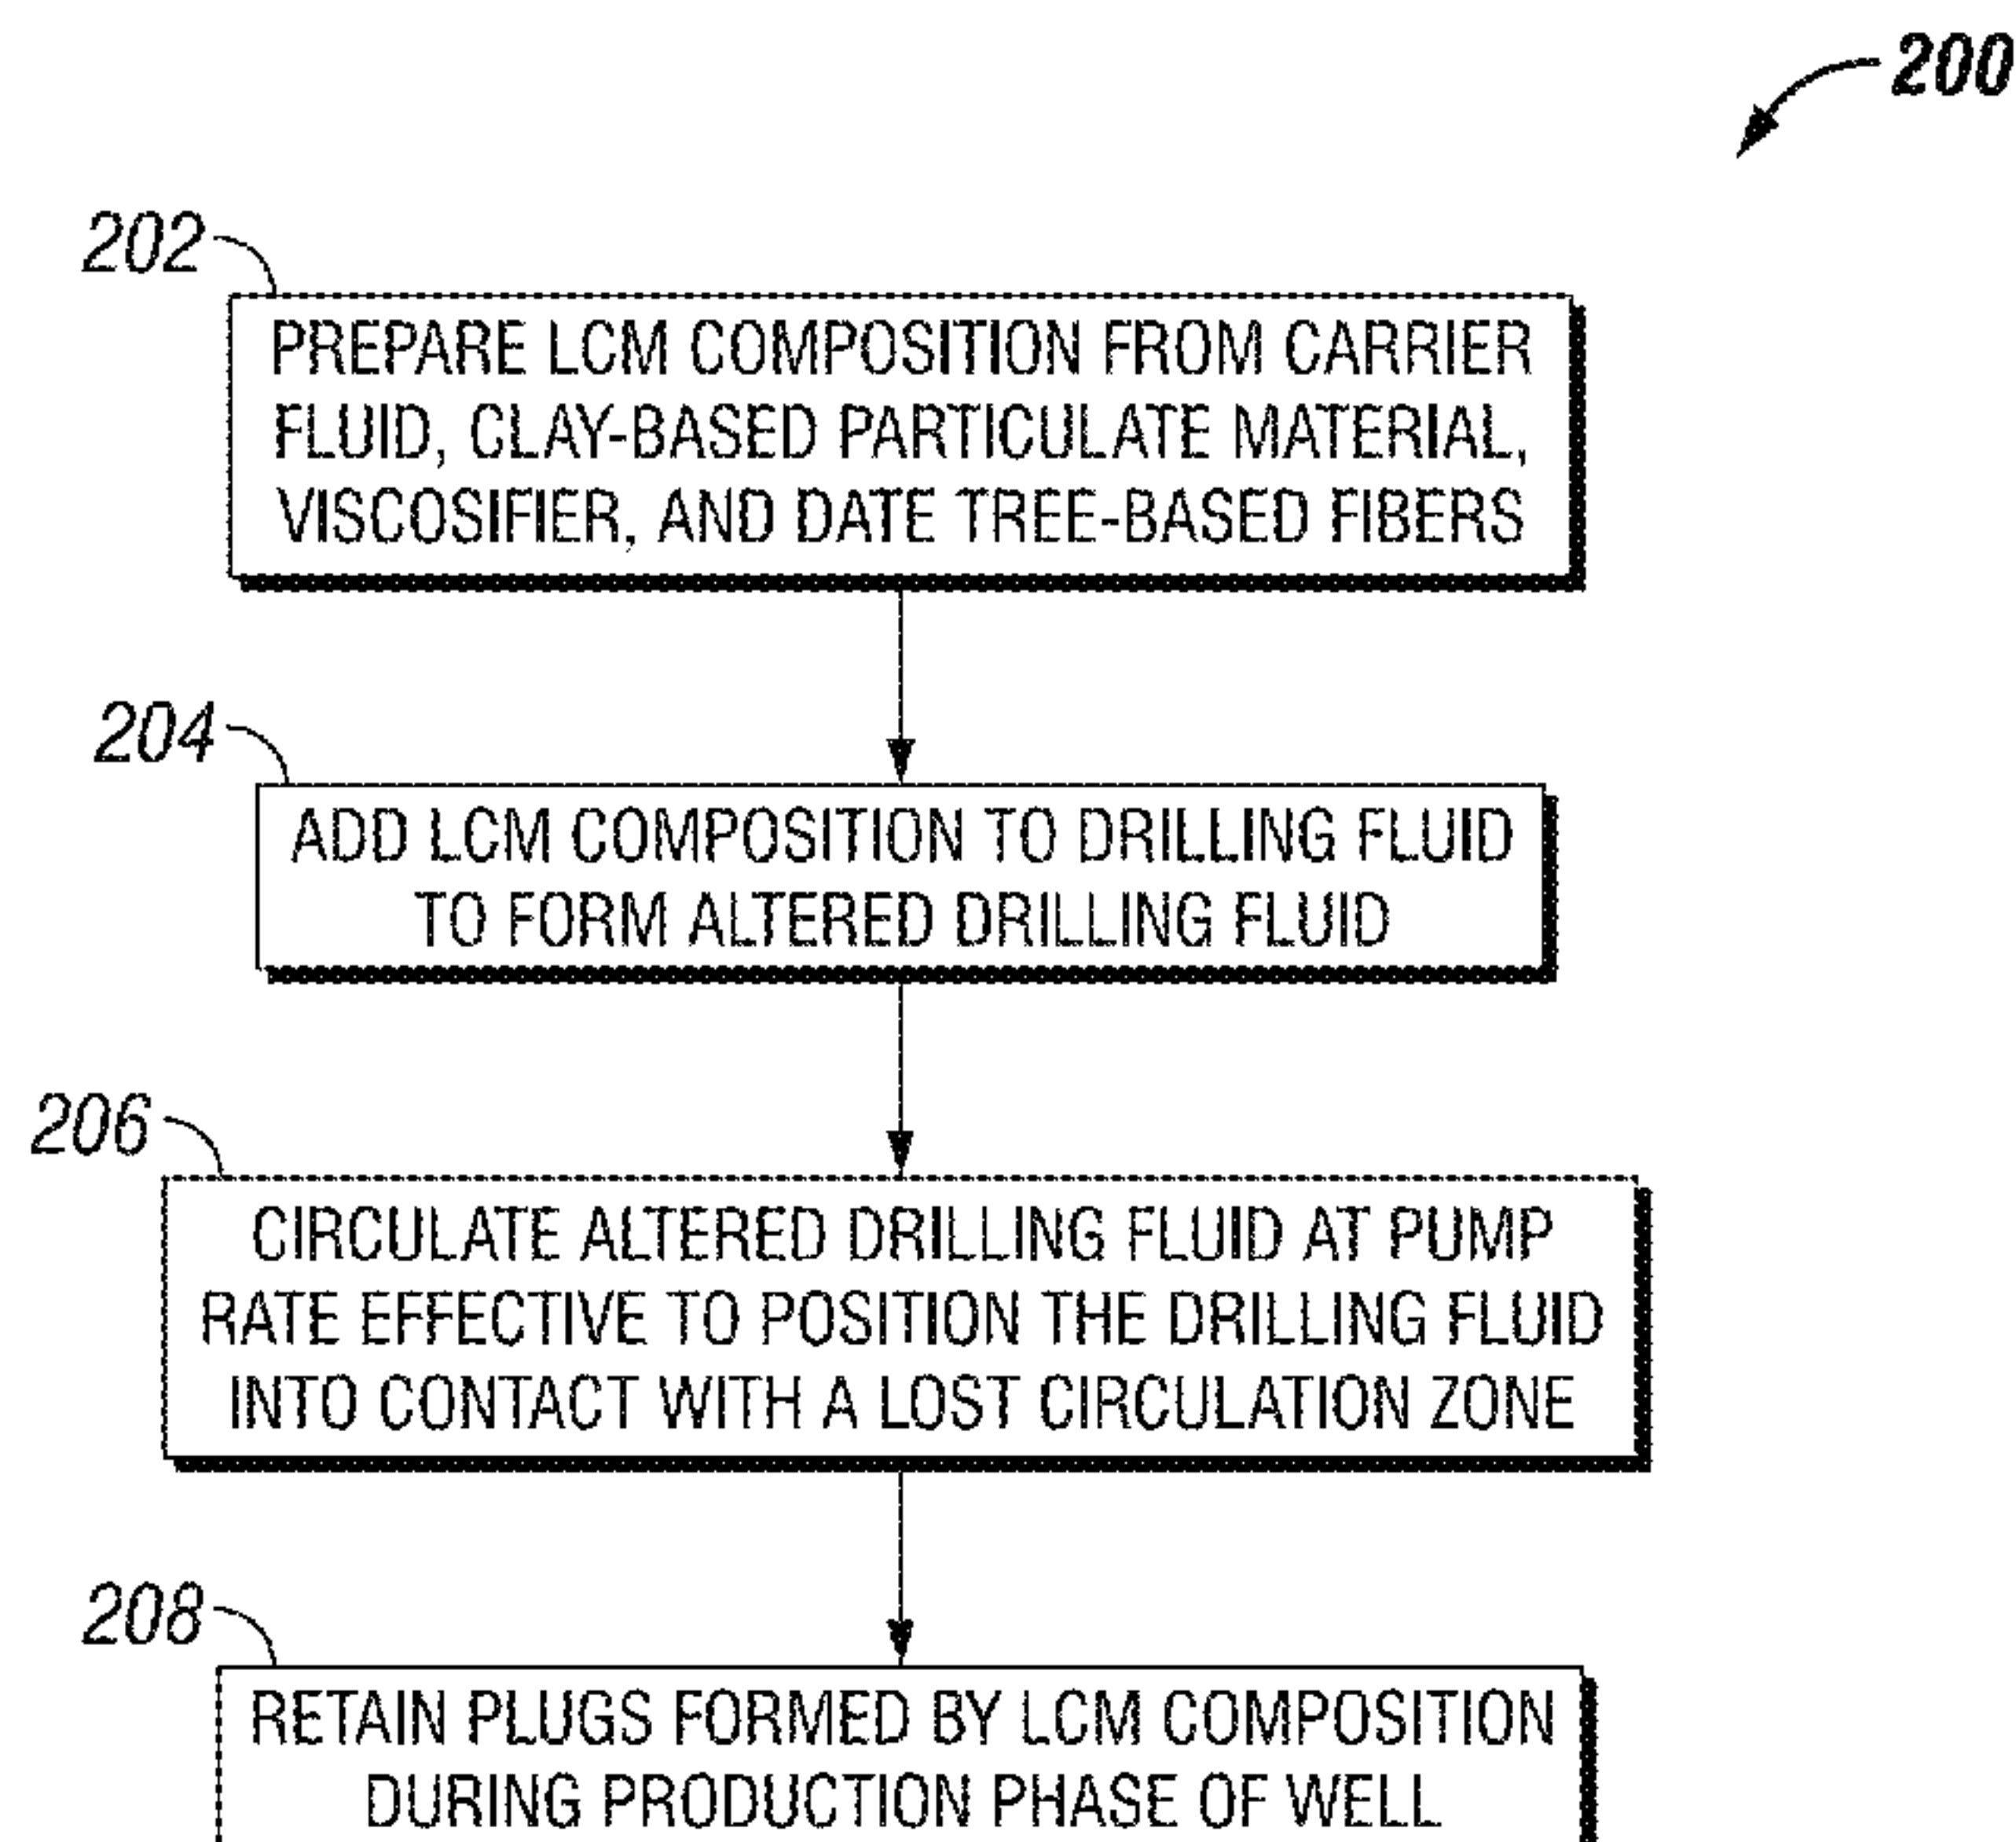 200
202
PREPARE LCM COMPOSITION FROM CARRIER
FLUID, CLAY-BASED PARTICULATE MATERIAL,
VISCOSIFIER, AND DATE TREE-BASED FIBERS
204
ADD LCM COMPOSITION TO DRILLING FLUID
TO FORM ALTERED DRILLING FLUID
206
CIRCULATE ALTERED DRILLING FLUID AT PUMP
RATE EFFECTIVE TO POSITION THE DRILLING FLUID
INTO CONTACT WITH A LOST CIRCULATION ZONE
208
RETAIN PLUGS FORMED BY LCM COMPOSITION
DURING PRODUCTION PHASE OF WELL